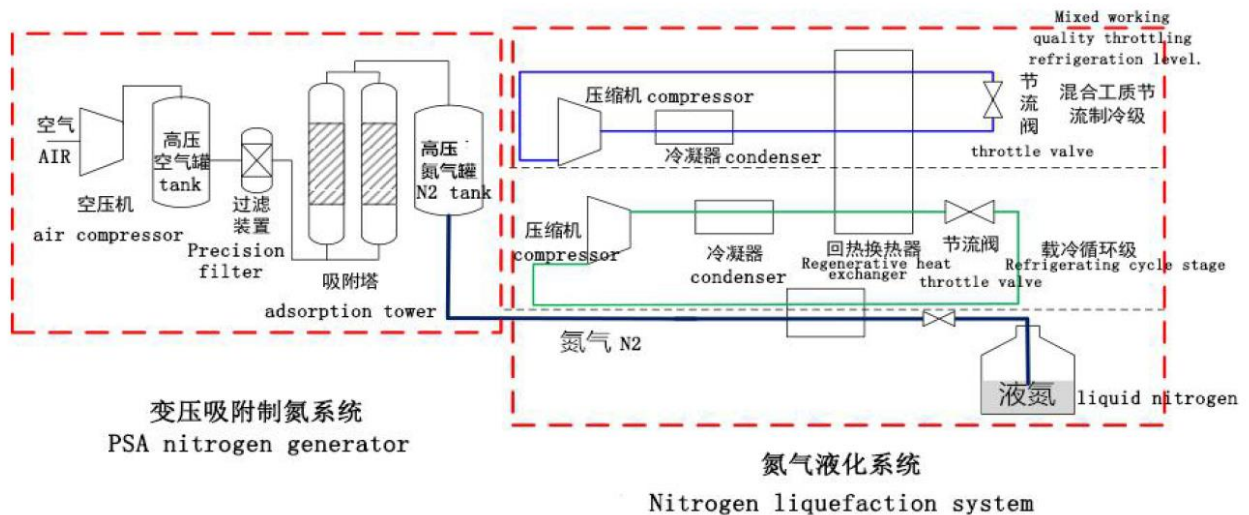 空气
AIR
空压机
air compressor
高压
空气罐
tank
过滤
装置
Precision
filter
吸附塔
adsorption tower
高压
氮气罐
N2 tank
变压吸附制氮系统
PSA nitrogen generator
Mixed working
quality throttling
refrigeration level.
压缩机 compressor
冷凝器 condenser
节
流
阀
混合工质节
流制冷级
throttle valve
压缩机
compressor
冷凝器
condenser
回热换热器
Regenerative heat
exchanger
节流阀
throttle valve
载冷循环级
Refrigerating cycle stage
氮气 N2
液氮
liquid nitrogen
氮气液化系统
Nitrogen liquefaction system